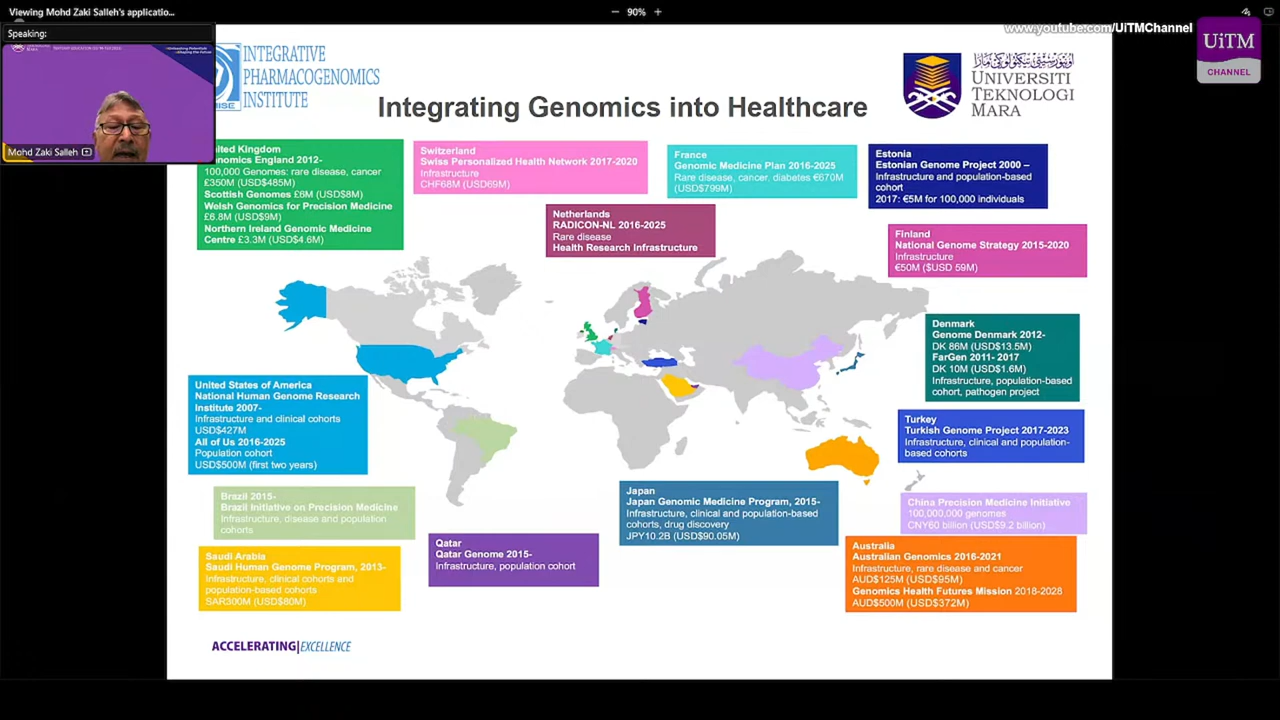 Viewing Mohd Zaki Salleh's applicatio...
90%
Speaking:
Mohd Zaki Salleh
www.youtube.com/UiTMChannel
UiTM
CHANNEL
INTEGRATIVE
PHARMACOGENOMICS
INSTITUTE
UNIVERSITI
TEKNOLOGI
MARA
Integrating Genomics into Healthcare
nited Kingdom
enomics England 2012-
100,000 Genomes: rare disease, cancer
£350M (USD$485M)
Scottish Genomes £6M (USD$8M)
Welsh Genomics for Precision Medicine
£6.8M (USD$9M)
Northern Ireland Genomic Medicine
Centre £3.3M (USD$4.6M)
Switzerland
Swiss Personalized Health Network 2017-2020
Infrastructure
CHF68M (USD69M)
France
Genomic Medicine Plan 2016-2025
Rare disease, cancer, diabetes €670M
(USD$799M)
Estonia
Estonian Genome Project 2000 –
Infrastructure and population-based
cohort
2017: €5M for 100,000 individuals
Netherlands
RADICON-NL 2016-2025
Rare disease
Health Research Infrastructure
Finland
National Genome Strategy 2015-2020
Infrastructure
€50M ($USD 59M)
Denmark
Genome Denmark 2012-
DK 86M (USD$13.5M)
FarGen 2011- 2017
DK 10M (USD$1.6M)
Infrastructure, population-based
cohort, pathogen project
United States of America
National Human Genome Research
Institute 2007-
Infrastructure and clinical cohorts
USD$427M
All of Us 2016-2025
Population cohort
USD$500M (first two years)
Turkey
Turkish Genome Project 2017-2023
Infrastructure, clinical and population-
based cohorts
Brazil 2015-
Brazil Initiative on Precision Medicine
Infrastructure, disease and population
cohorts
Japan
Japan Genomic Medicine Program, 2015-
Infrastructure, clinical and population-based
cohorts, drug discovery
JPY10.2B (USD$90.05M)
China Precision Medicine Initiative
100,000,000 genomes
CNY60 billion (USD$9.2 billion)
Saudi Arabia
Saudi Human Genome Program, 2013-
Infrastructure, clinical cohorts and
population-based cohorts
SAR300M (USD$80M)
Qatar
Qatar Genome 2015-
Infrastructure, population cohort
Australia
Australian Genomics 2016-2021
Infrastructure, rare disease and cancer
AUD$125M (USD$95M)
Genomics Health Futures Mission 2018-2028
AUD$500M (USD$372M)
ACCELERATING|EXCELLENCE